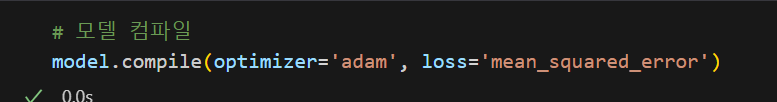 # 모델 컴파일
model.compile(optimizer='adam', loss='mean_squared_error')
0.0s